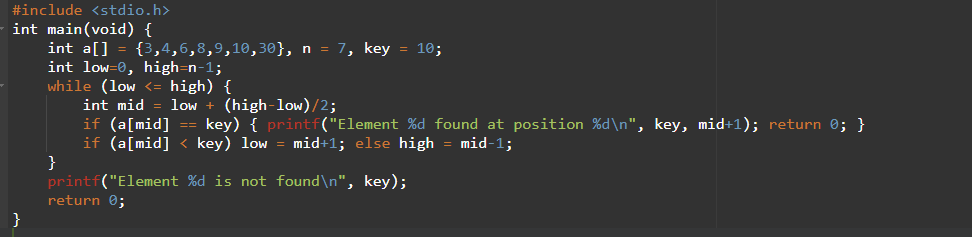 #include <stdio.h>
int main(void) {
    int a[] = {3,4,6,8,9,10,30}, n = 7, key = 10;
    int low=0, high=n-1;
    while (low <= high) {
        int mid = low + (high-low)/2;
        if (a[mid] == key) { printf("Element %d found at position %d\n", key, mid+1); return 0; }
        if (a[mid] < key) low = mid+1; else high = mid-1;
    }
    printf("Element %d is not found\n", key);
    return 0;
}